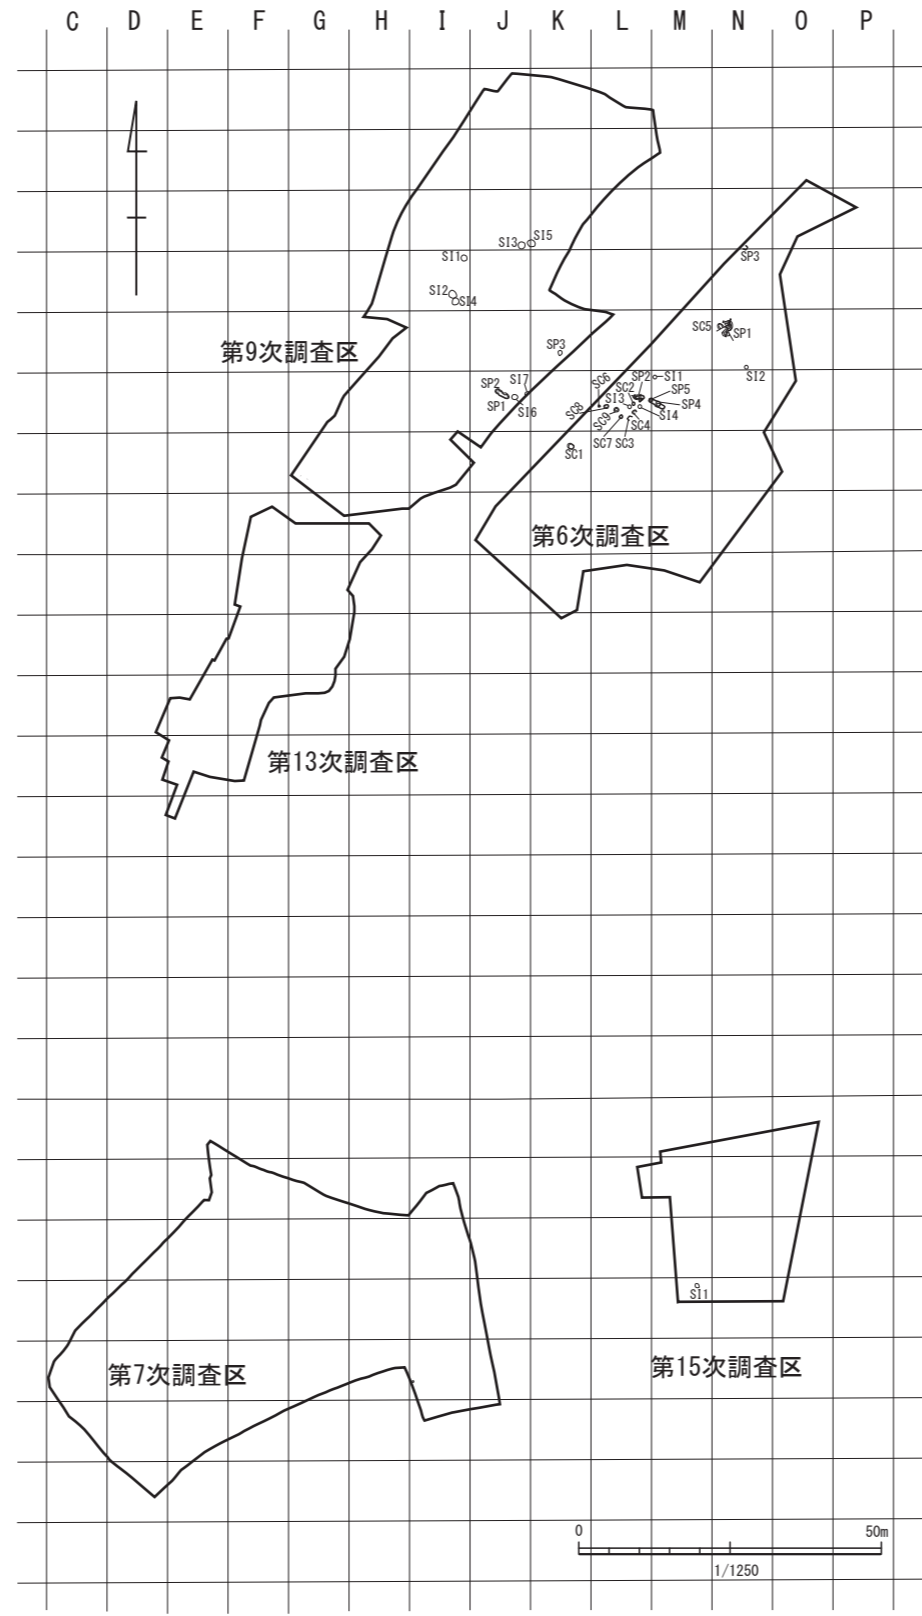 C D E F G H I J K L M N O P
SI3 SI5
SI1
SP3
SI2 SI4
SC5 SP1
第9次調査区
SP3
SI2
SP2 SI7
SP1 SI6
SC6 SP2 SI1
SC2 SP5
SI3 SP4
SC8 SI4
SC9 SC4
SC7 SC3
SC1
第6次調査区
第13次調査区
SI1
第7次調査区
第15次調査区
0 50m
1/1250